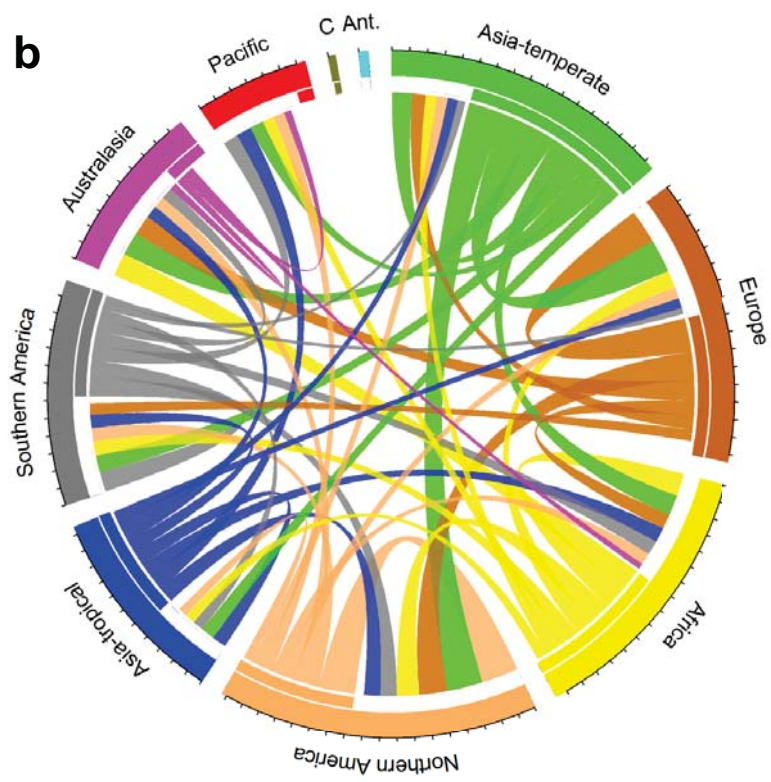 b
C Ant.
Pacific
Asia-temperate
Australasia
Europe
Southern America
Africa
Asia-tropical
Northern America